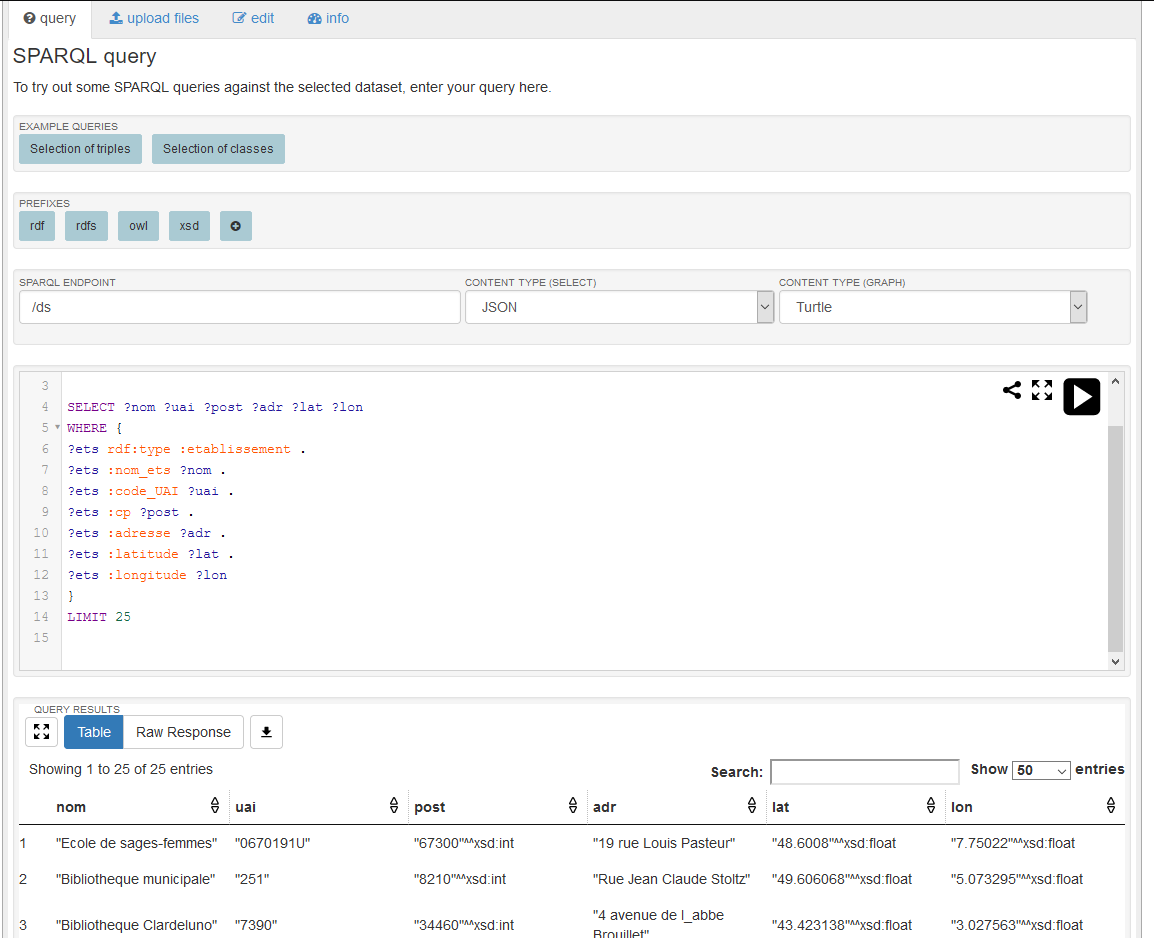 query upload files edit info
SPARQL query
To try out some SPARQL queries against the selected dataset, enter your query here.
EXAMPLE QUERIES
Selection of triples Selection of classes
PREFIXES
rdf rdfs owl xsd
SPARQL ENDPOINT CONTENT TYPE (SELECT) CONTENT TYPE (GRAPH)
/ds JSON Turtle
3
4 SELECT ?nom ?uai ?post ?adr ?lat ?lon
5 WHERE {
6 ?ets rdf:type :etablissement .
7 ?ets :nom_ets ?nom .
8 ?ets :code_UAI ?uai .
9 ?ets :cp ?post .
10 ?ets :adresse ?adr .
11 ?ets :latitude ?lat .
12 ?ets :longitude ?lon
13 }
14 LIMIT 25
15
QUERY RESULTS
Table Raw Response
Showing 1 to 25 of 25 entries Search: Show 50 entries
nom uai post adr lat lon
1 "Ecole de sages-femmes" "0670191U" "67300"^^xsd:int "19 rue Louis Pasteur" "48.6008"^^xsd:float "7.75022"^^xsd:float
2 "Bibliotheque municipale" "251" "8210"^^xsd:int "Rue Jean Claude Stoltz" "49.606068"^^xsd:float "5.073295"^^xsd:float
3 "Bibliotheque Clardeluno" "7390" "34460"^^xsd:int "4 avenue de l_abbe Brouillet" "43.423138"^^xsd:float "3.027563"^^xsd:float